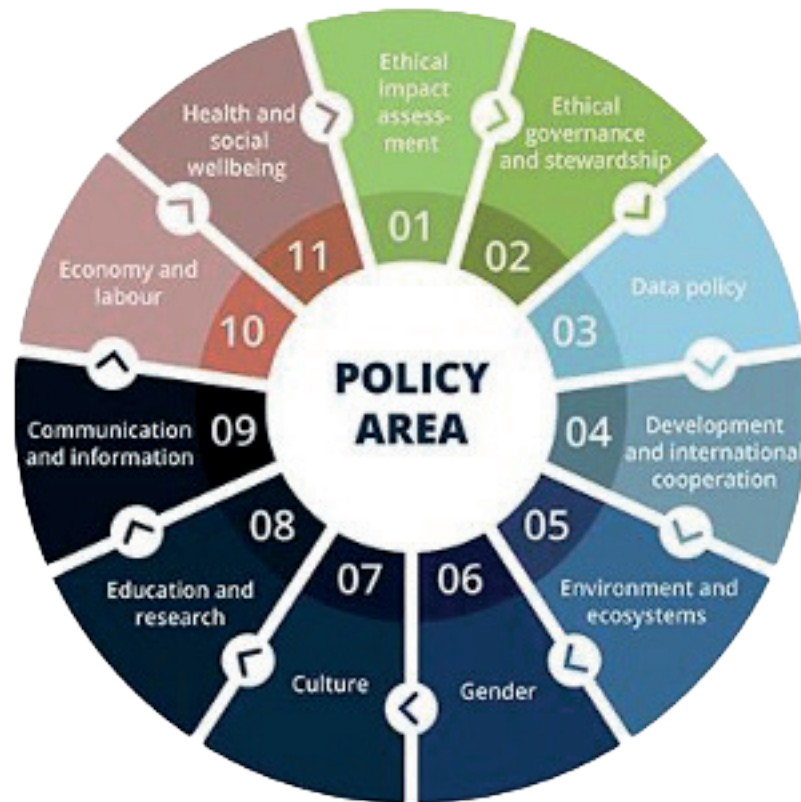 POLICY
AREA
01
Ethical
impact
assess-
ment
02
Ethical
governance
and stewardship
03
Data policy
04
Development
and international
cooperation
05
Environment and
ecosystems
06
Gender
07
Culture
08
Education and
research
09
Communication
and information
10
Economy and
labour
11
Health and
social
wellbeing